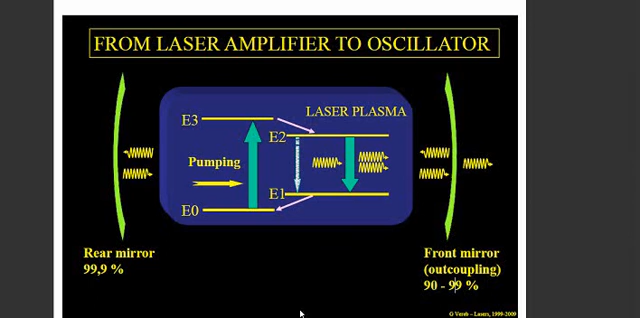 FROM LASER AMPLIFIER TO OSCILLATOR
LASER PLASMA
E3
E2
Pumping
E1
E0
Rear mirror
99,9 %
Front mirror
(outcoupling)
90 - 99 %
G Vereb – Lasers, 1999-2009